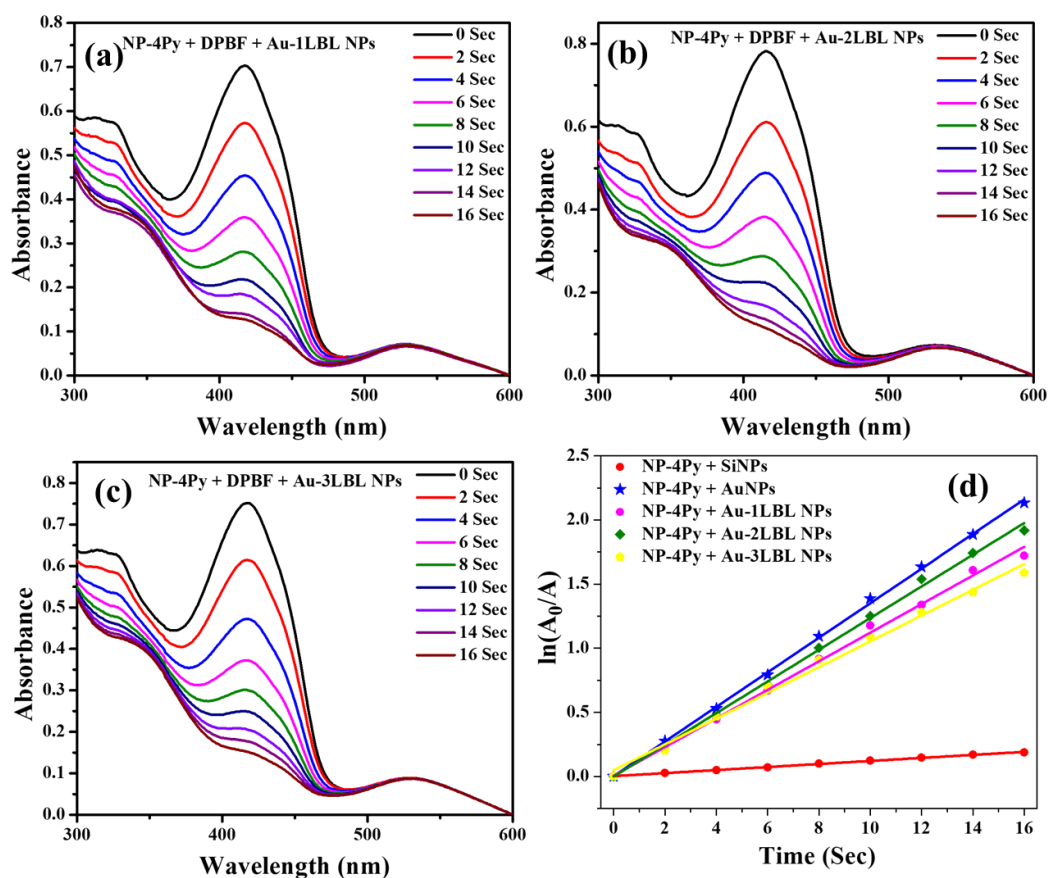 (a)
NP-4Py + DPBF + Au-1LBL NPs
0 Sec
2 Sec
4 Sec
6 Sec
8 Sec
10 Sec
12 Sec
14 Sec
16 Sec
0.8
0.7
0.6
0.5
0.4
0.3
0.2
0.1
0.0
Absorbance
300 400 500 600
Wavelength (nm)
(b)
NP-4Py + DPBF + Au-2LBL NPs
0 Sec
2 Sec
4 Sec
6 Sec
8 Sec
10 Sec
12 Sec
14 Sec
16 Sec
0.8
0.6
0.4
0.2
0.0
Absorbance
300 400 500 600
Wavelength (nm)
(c)
NP-4Py + DPBF + Au-3LBL NPs
0 Sec
2 Sec
4 Sec
6 Sec
8 Sec
10 Sec
12 Sec
14 Sec
16 Sec
0.8
0.7
0.6
0.5
0.4
0.3
0.2
0.1
0.0
Absorbance
300 400 500 600
Wavelength (nm)
(d)
NP-4Py + SiNPs
NP-4Py + AuNPs
NP-4Py + Au-1LBL NPs
NP-4Py + Au-2LBL NPs
NP-4Py + Au-3LBL NPs
2.5
2.0
1.5
1.0
0.5
0.0
ln(A0/A)
0 2 4 6 8 10 12 14 16
Time (Sec)